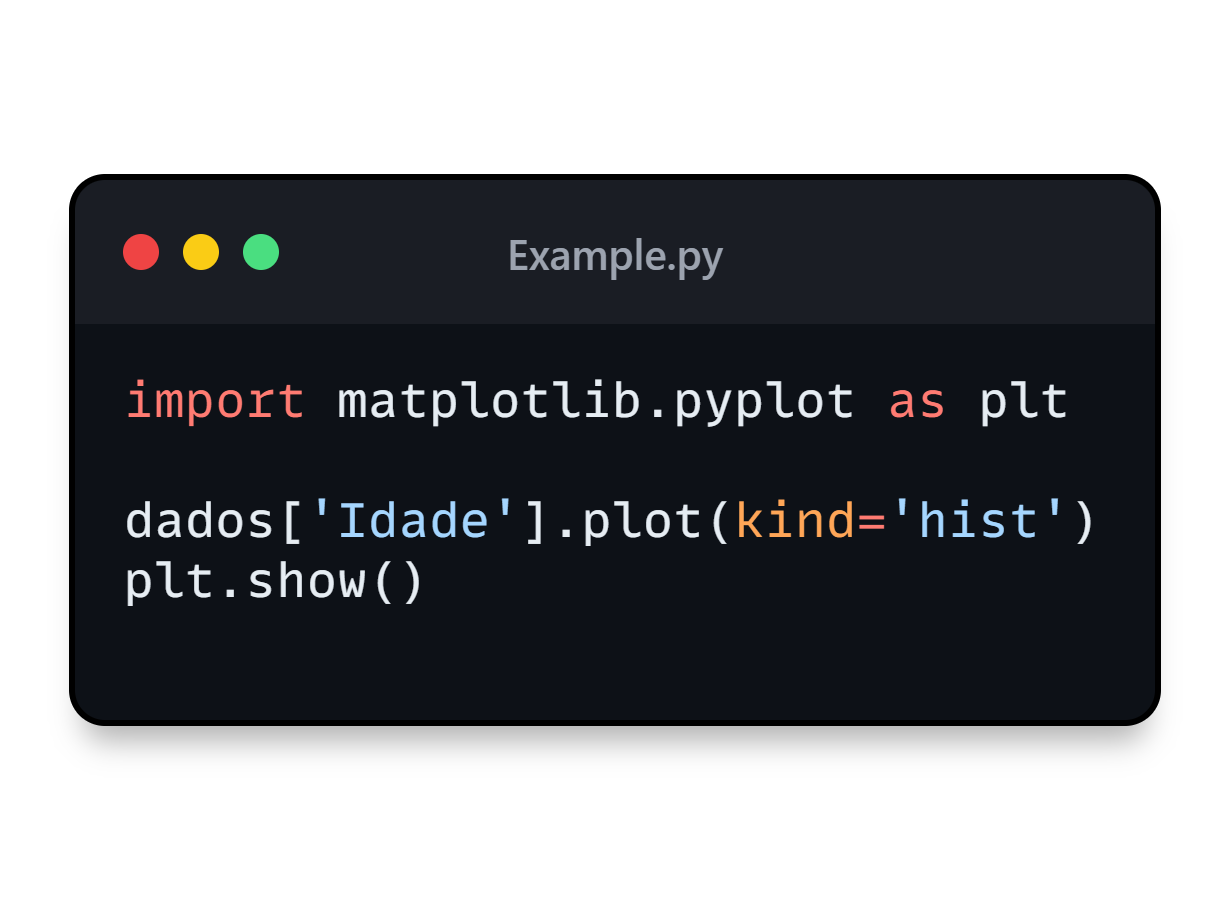 Example.py
import matplotlib.pyplot as plt
dados['Idade'].plot(kind='hist')
plt.show()